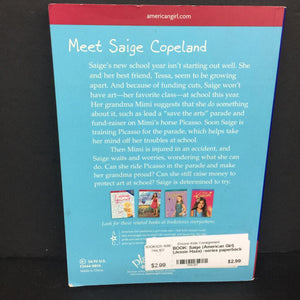 americangirl.com
Meet Saige Copeland
Saige's new school year isn't starting out well. She
and her best friend, Tessa, seem to be growing apart.
And because of funding cuts, Saige won't
have art—her favorite class—at school this year.
Her grandma Mimi suggests that she do something
about it, such as lead a "save the arts" parade and
fund-raiser on Mimi's horse Picasso. Soon Saige is
training Picasso for the parade, which helps take
her mind off her troubles at school.
Then Mimi is injured in an accident, and
Saige waits and worries, wondering what she can
do. Can she ride Picasso in the parade and make
her grandma proud? Can she still raise money
to protect art at school? Saige is determined to try.
Look for these related books at bookstores everywhere.
$2.99
BOOK Saige (American Girl)
-series paperback
$2.99
Made in China